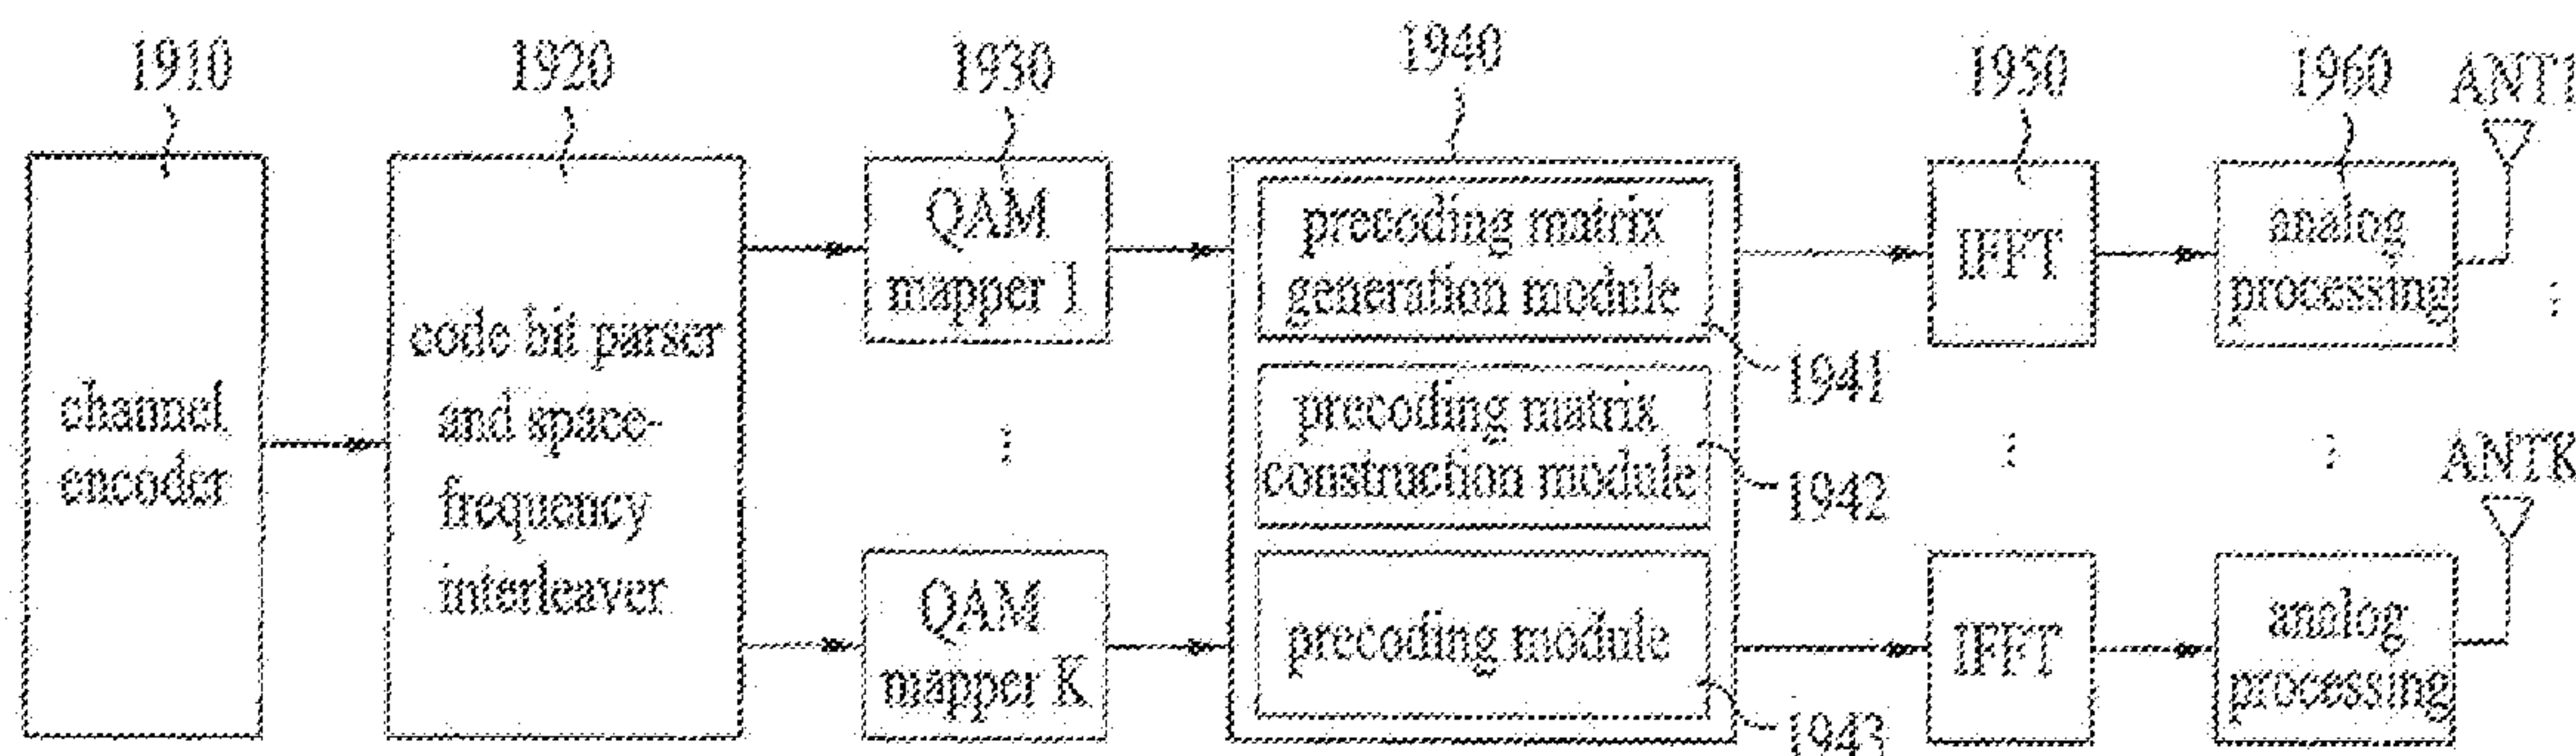 1910
1920
1930
1940
1950
1960
ANT1
channel
encoder
code bit parser
and space-
frequency
interleaver
QAM
mapper 1
⋮
QAM
mapper K
precoding matrix
generation module
1941
precoding matrix
construction module
1942
precoding module
1943
IFFT
⋮
IFFT
analog
processing
⋮
analog
processing
⋮
ANTK